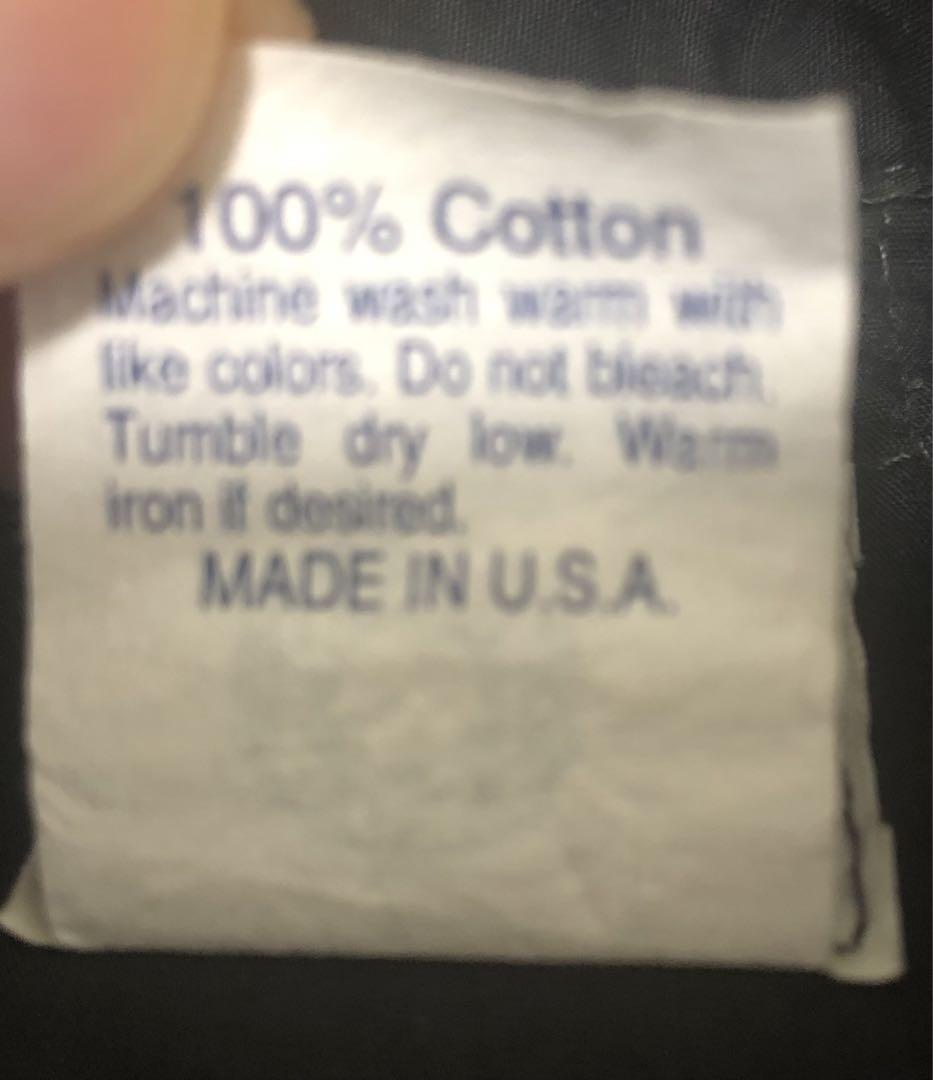 100% Cotton
Machine wash warm with
like colors. Do not bleach.
Tumble dry low. Warm
iron if desired.
MADE IN U.S.A.